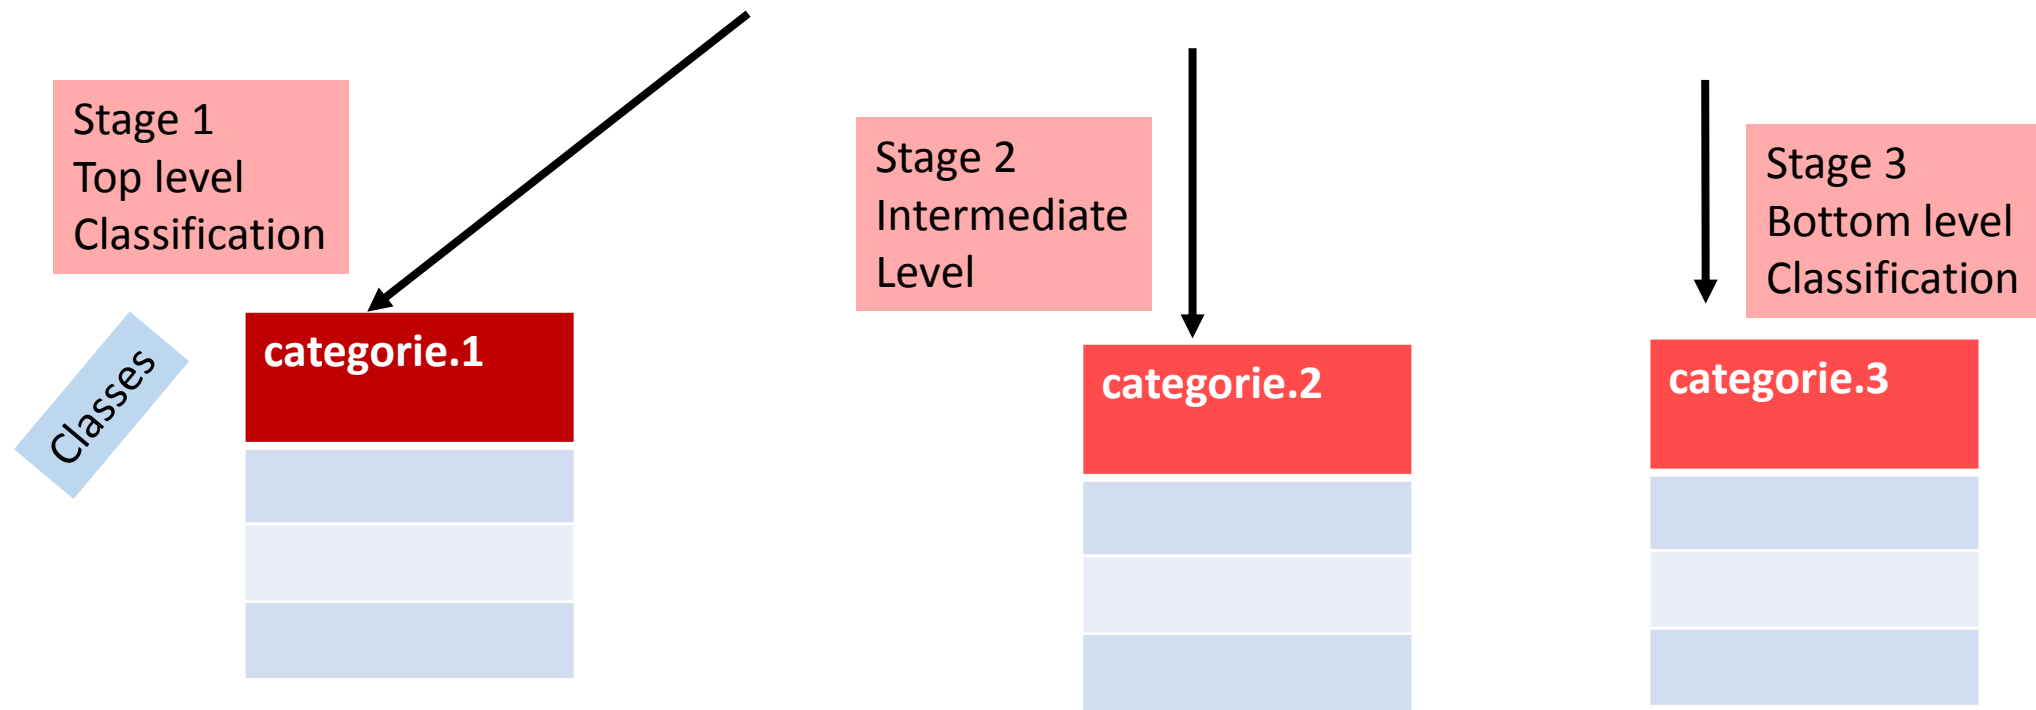 Stage 1
Top level
Classification
Stage 2
Intermediate
Level
Stage 3
Bottom level
Classification
Classes
categorie.1
categorie.2
categorie.3